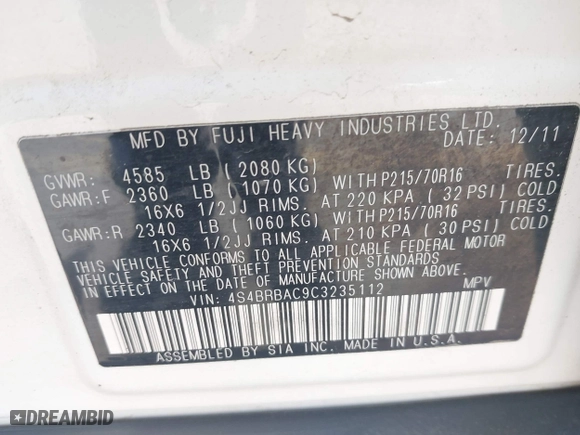 MFD BY FUJI HEAVY INDUSTRIES LTD.
DATE: 12/11
GVWR: 4585 LB ( 2080 KG)
GAWR:F 2360 LB ( 1070 KG) WITH P215/70R16 TIRES.
16X6 1/2JJ RIMS. AT 220 KPA ( 32 PSI) COLD
GAWR:R 2340 LB ( 1060 KG) WITH P215/70R16 TIRES.
16X6 1/2JJ RIMS. AT 210 KPA ( 30 PSI) COLD
THIS VEHICLE CONFORMS TO ALL APPLICABLE FEDERAL MOTOR
VEHICLE SAFETY AND THEFT PREVENTION STANDARDS
IN EFFECT ON THE DATE OF MANUFACTURE SHOWN ABOVE.
VIN: 4S4BRBAC9C3235112 MPV
ASSEMBLED BY SIA INC. MADE IN U.S.A.
DREAMBID